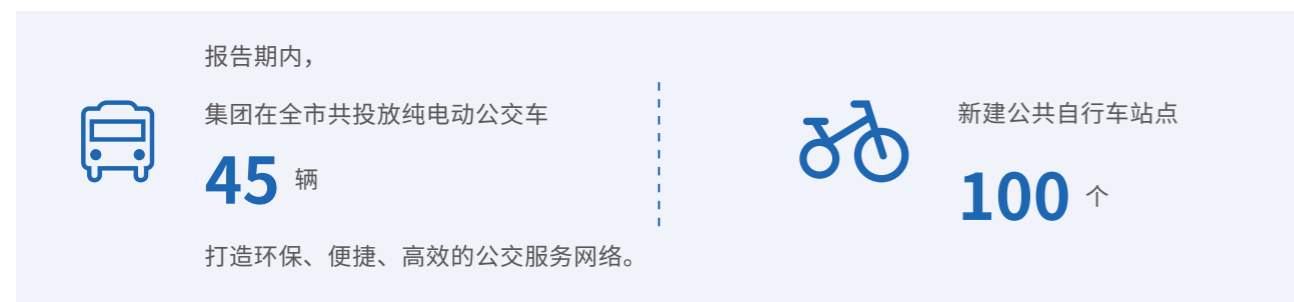 报告期内，
集团在全市共投放纯电动公交车
45 辆
打造环保、便捷、高效的公交服务网络。
新建公共自行车站点
100 个